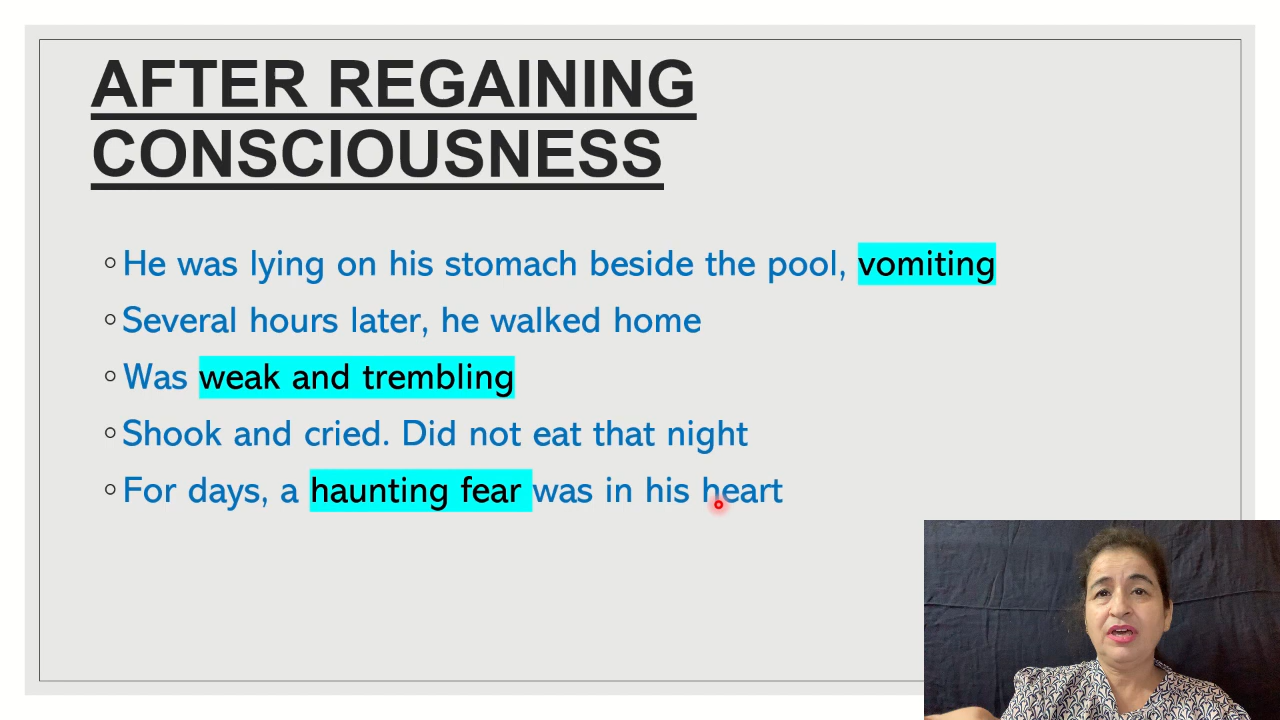 AFTER REGAINING
CONSCIOUSNESS
He was lying on his stomach beside the pool, vomiting
Several hours later, he walked home
Was weak and trembling
Shook and cried. Did not eat that night
For days, a haunting fear was in his heart